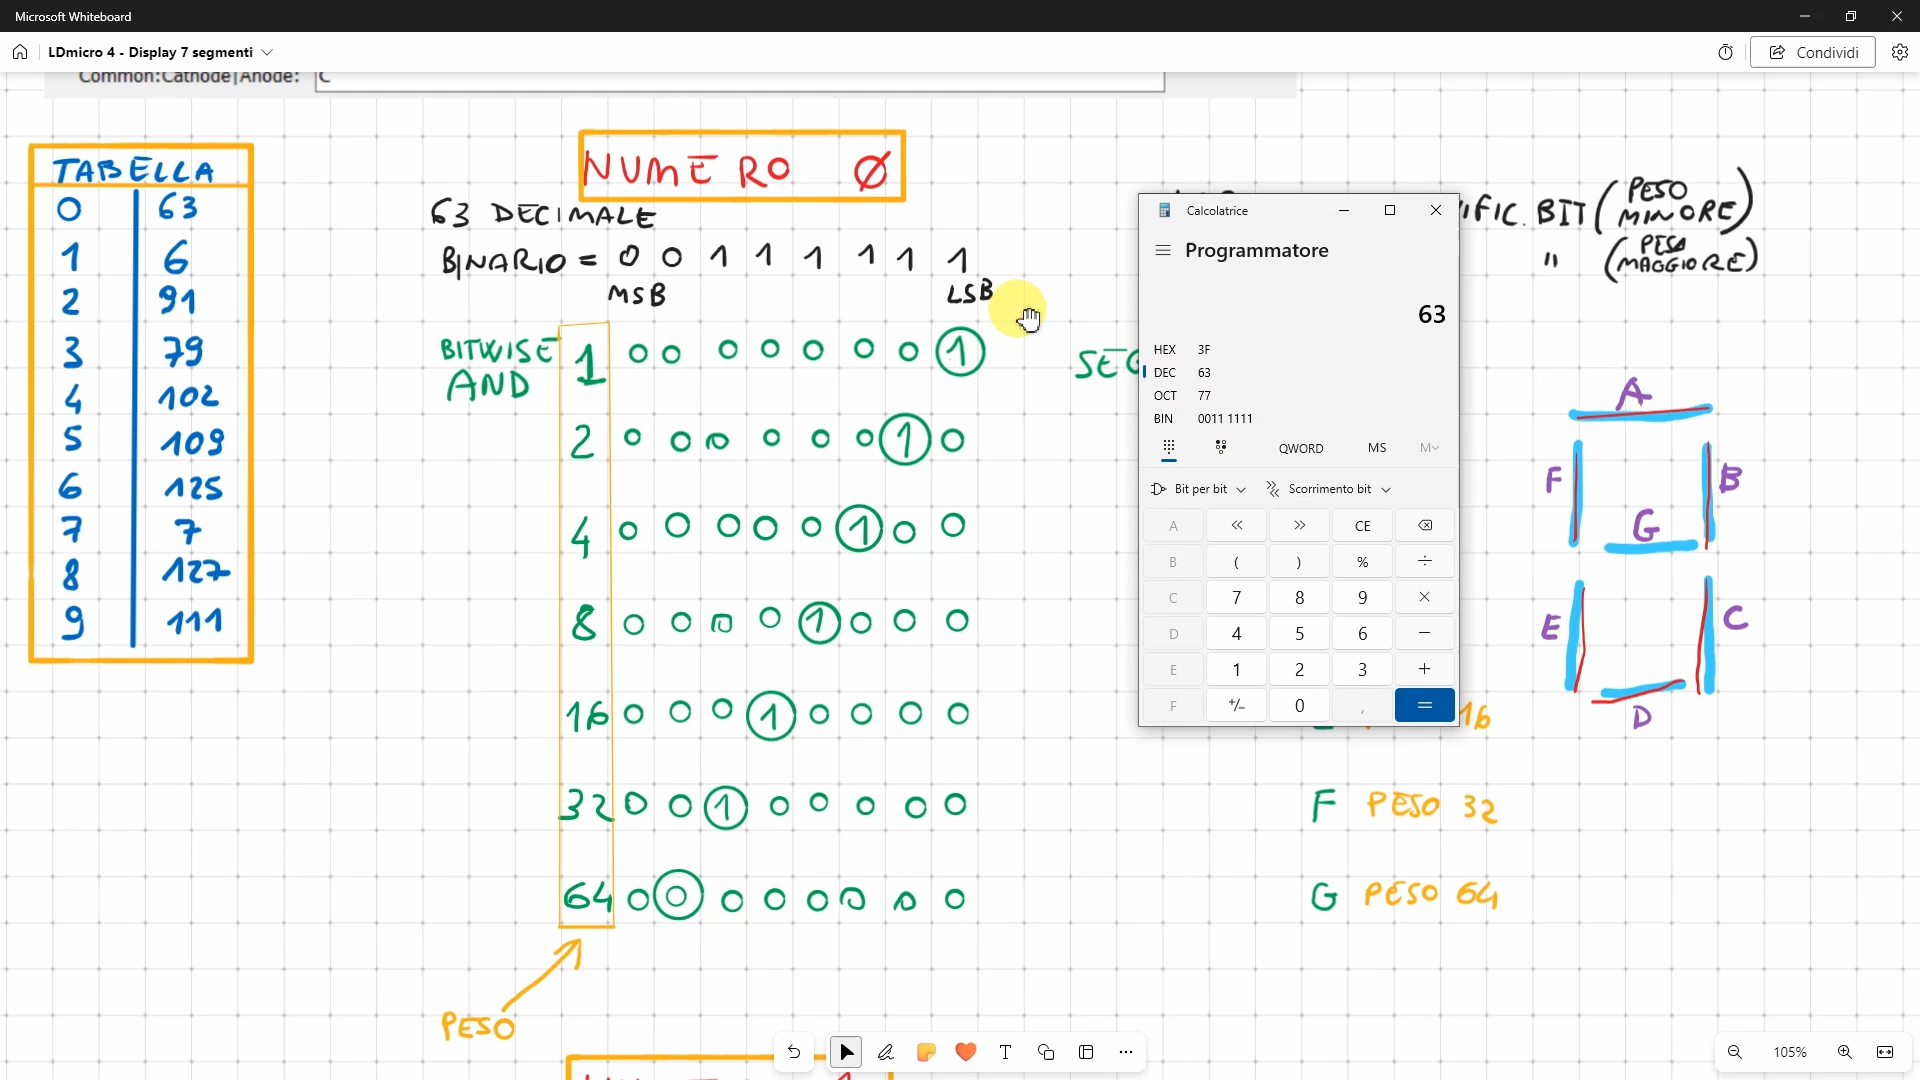 Microsoft Whiteboard
LDmicro 4 - Display 7 segmenti
Condividi
Common:Cathode|Anode: C
TABELLA
0 63
1 6
2 91
3 79
4 102
5 109
6 125
7 7
8 127
9 111
NUMERO Ø
63 DECIMALE
BINARIO = 0 0 1 1 1 1 1 1
MSB LSB
BITWISE AND
1 0 0 0 0 0 0 0 1
2 0 0 0 0 0 0 1 0
4 0 0 0 0 0 1 0 0
8 0 0 0 0 1 0 0 0
16 0 0 0 1 0 0 0 0
32 0 0 1 0 0 0 0 0
64 0 0 0 0 0 0 0 0
PESO
SEG
IFIC. BIT (PESO MINORE)
" (PESO MAGGIORE)
Calcolatrice
Programmatore
63
HEX 3F
DEC 63
OCT 77
BIN 0011 1111
QWORD MS M
Bit per bit Scorrimento bit
A << >> CE
B ( ) % ÷
C 7 8 9 ×
D 4 5 6 −
E 1 2 3 +
F +/- 0 , =
16
F PESO 32
G PESO 64
A
F B
G
E C
D
105%